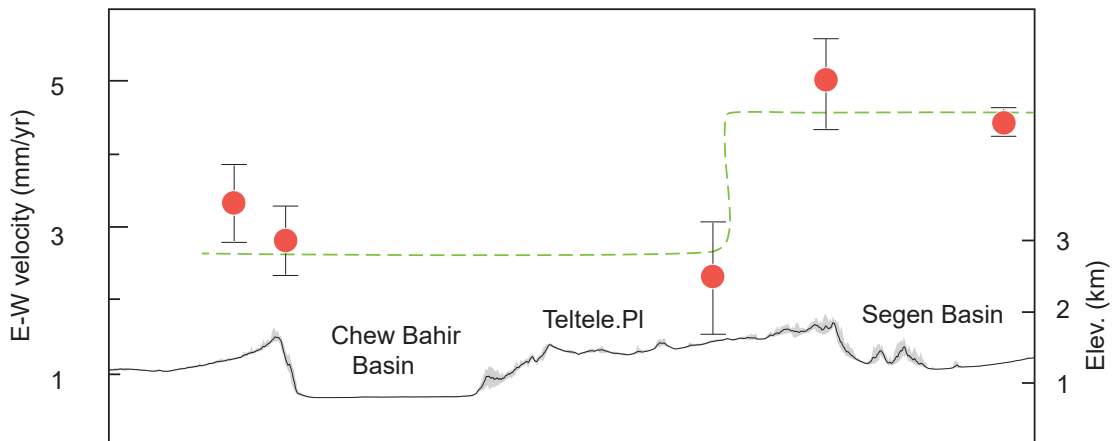 E-W velocity (mm/yr)
5
3
1
Chew Bahir
Basin
Teltele.Pl
Segen Basin
3
2
1
Elev. (km)